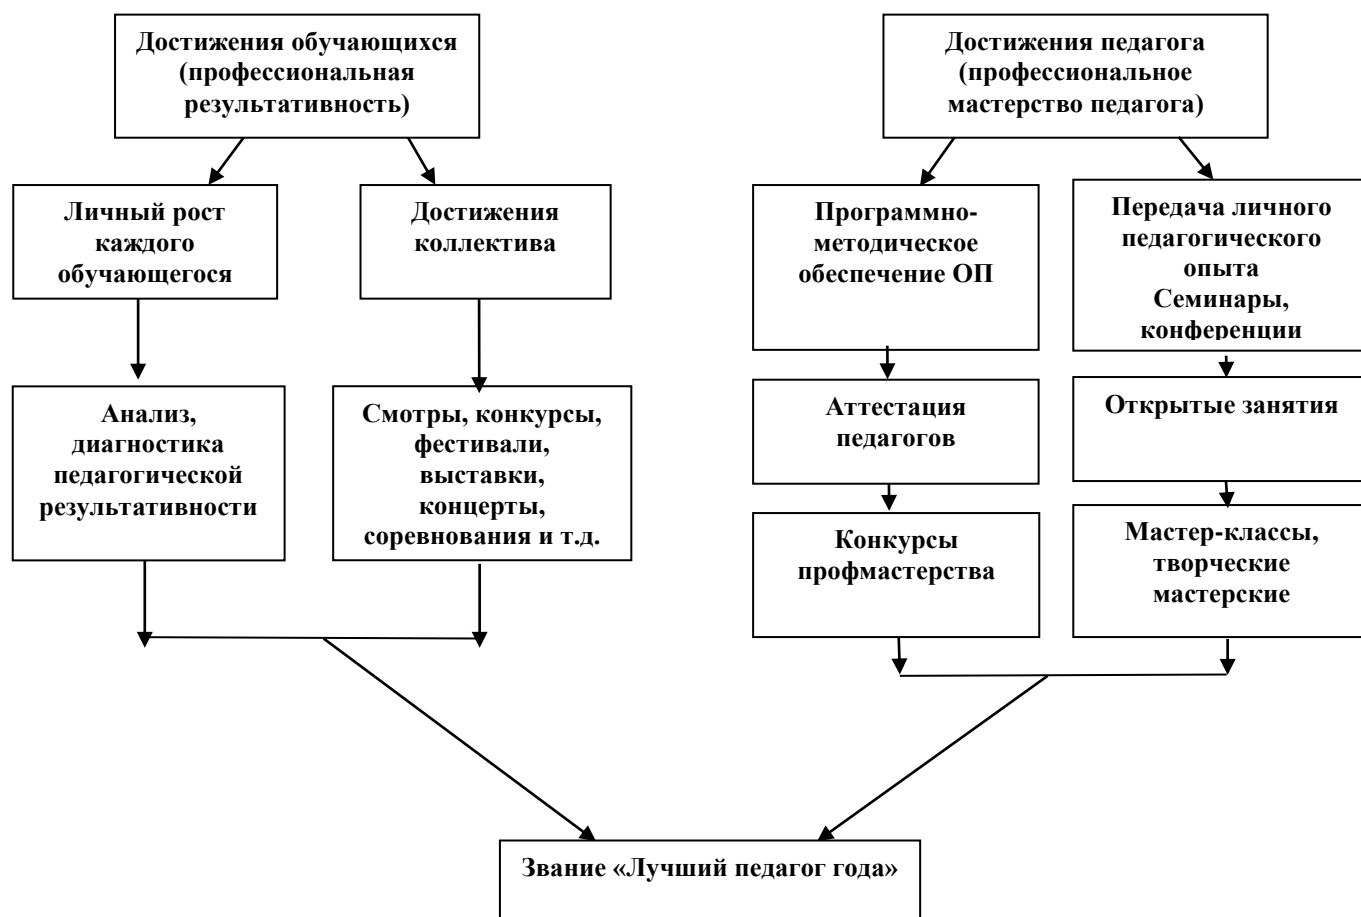 Достижения обучающихся
(профессиональная
результативность)
Достижения педагога
(профессиональное
мастерство педагога)
Личный рост
каждого
обучающегося
Достижения
коллектива
Программно-
методическое
обеспечение ОП
Передача личного
педагогического
опыта
Семинары,
конференции
Анализ,
диагностика
педагогической
результативности
Смотры, конкурсы,
фестивали,
выставки,
концерты,
соревнования и т.д.
Аттестация
педагогов
Открытые занятия
Конкурсы
профмастерства
Мастер-классы,
творческие
мастерские
Звание «Лучший педагог года»